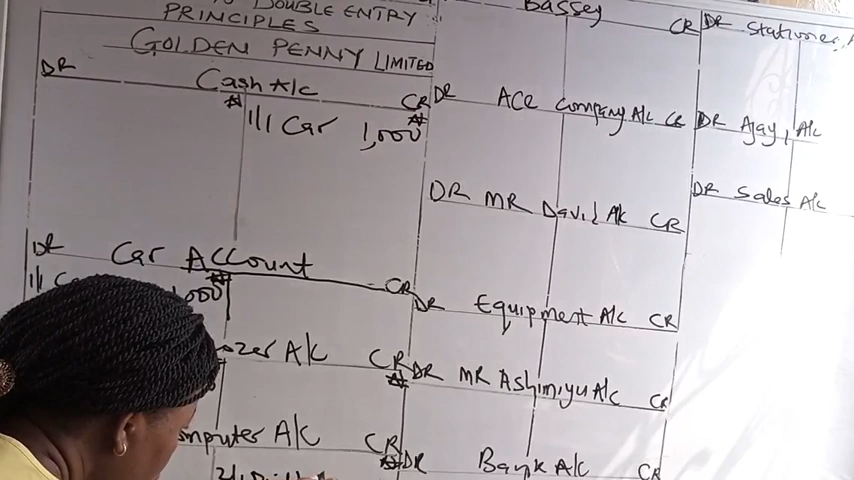 DOUBLE ENTRY
PRINCIPLES
GOLDEN PENNY LIMITED
DR Cash A/c CR
₦ ₦
1/1 Car 1,000
DR Car Account CR
₦
1/1
A/c CR
₦
A/C CR
₦
Bassey CR
DR ACE Company A/c CR
DR MR David A/c CR
DR Equipment A/c CR
DR MR Ashimiyu A/c CR
DR Bank A/c CR
DR Stationery
DR Ajayi A/c
DR Sales A/c